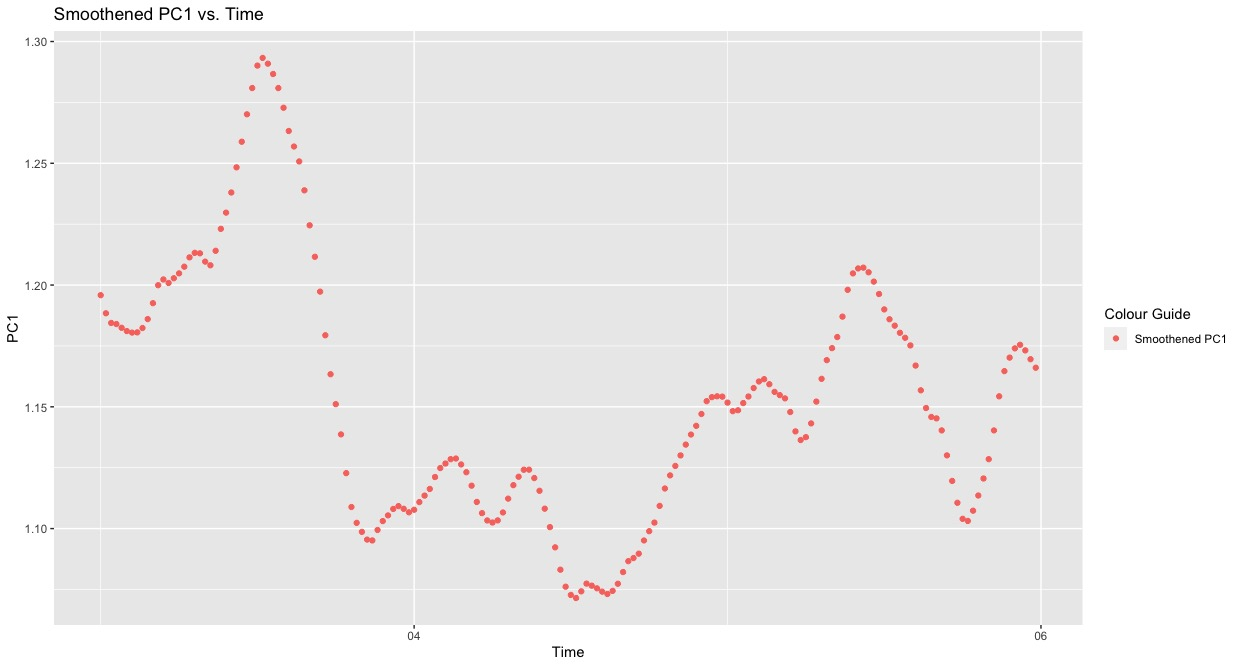 Smoothened PC1 vs. Time
1.30
1.25
1.20
1.15
1.10
PC1
04
06
Time
Colour Guide
Smoothened PC1